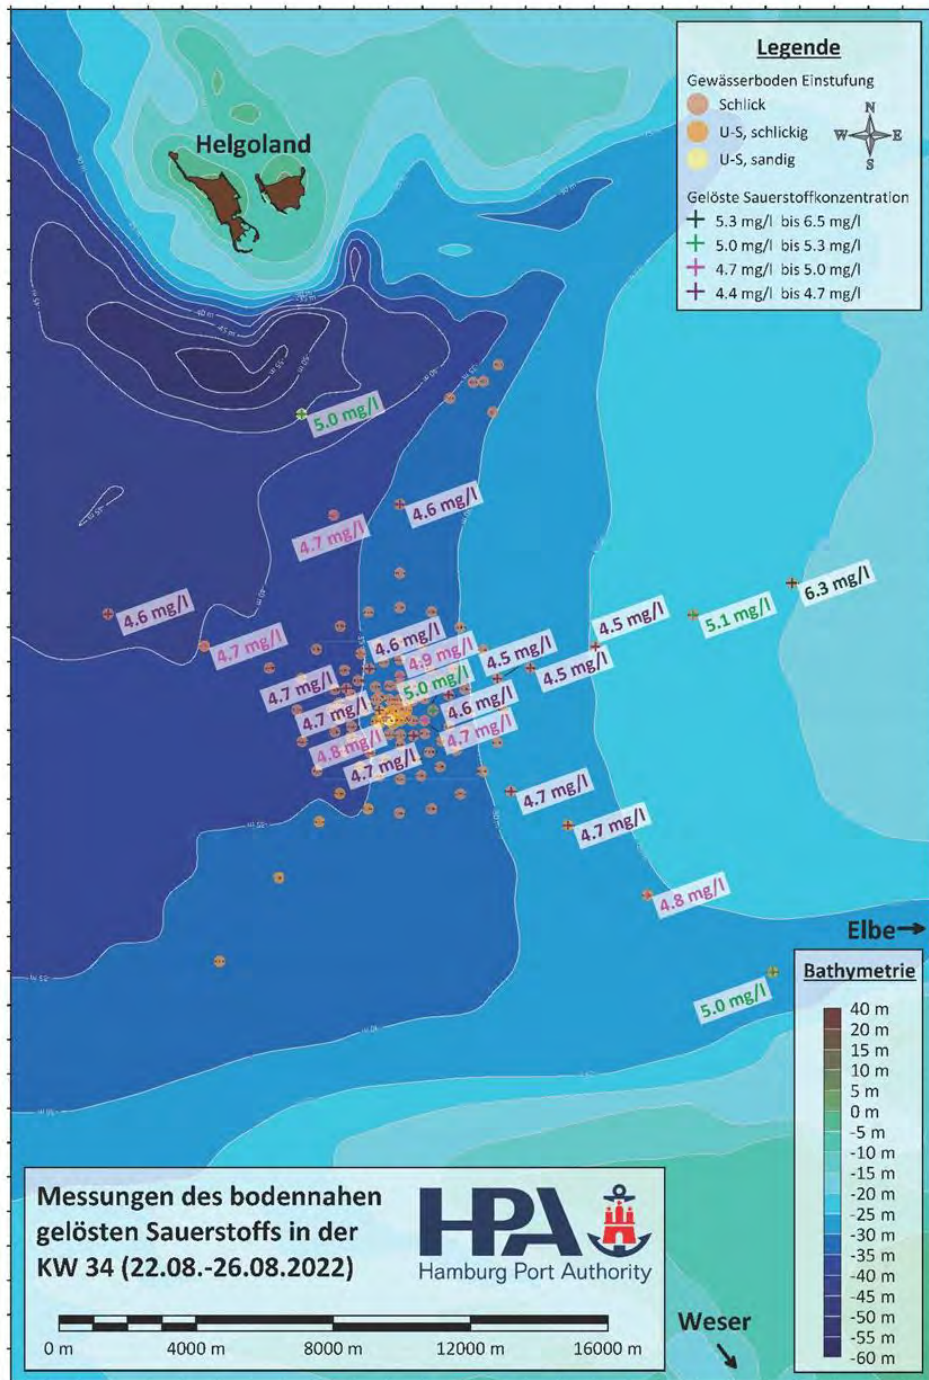 Legende
Gewässerboden Einstufung
Schlick
U-S, schlickig
U-S, sandig
N
W
E
S
Gelöste Sauerstoffkonzentration
5.3 mg/l bis 6.5 mg/l
5.0 mg/l bis 5.3 mg/l
4.7 mg/l bis 5.0 mg/l
4.4 mg/l bis 4.7 mg/l
Helgoland
5.0 mg/l
4.6 mg/l
4.7 mg/l
6.3 mg/l
4.6 mg/l
5.1 mg/l
4.5 mg/l
4.7 mg/l
4.6 mg/l
4.9 mg/l
4.5 mg/l
4.5 mg/l
4.7 mg/l
5.0 mg/l
4.7 mg/l
4.6 mg/l
4.8 mg/l
4.7 mg/l
4.7 mg/l
4.7 mg/l
4.7 mg/l
4.8 mg/l
Elbe
5.0 mg/l
Bathymetrie
40 m
20 m
15 m
10 m
5 m
0 m
-5 m
-10 m
-15 m
-20 m
-25 m
-30 m
-35 m
-40 m
-45 m
-50 m
-55 m
-60 m
Messungen des bodennahen
gelösten Sauerstoffs in der
KW 34 (22.08.-26.08.2022)
HPA
Hamburg Port Authority
0 m
4000 m
8000 m
12000 m
16000 m
Weser